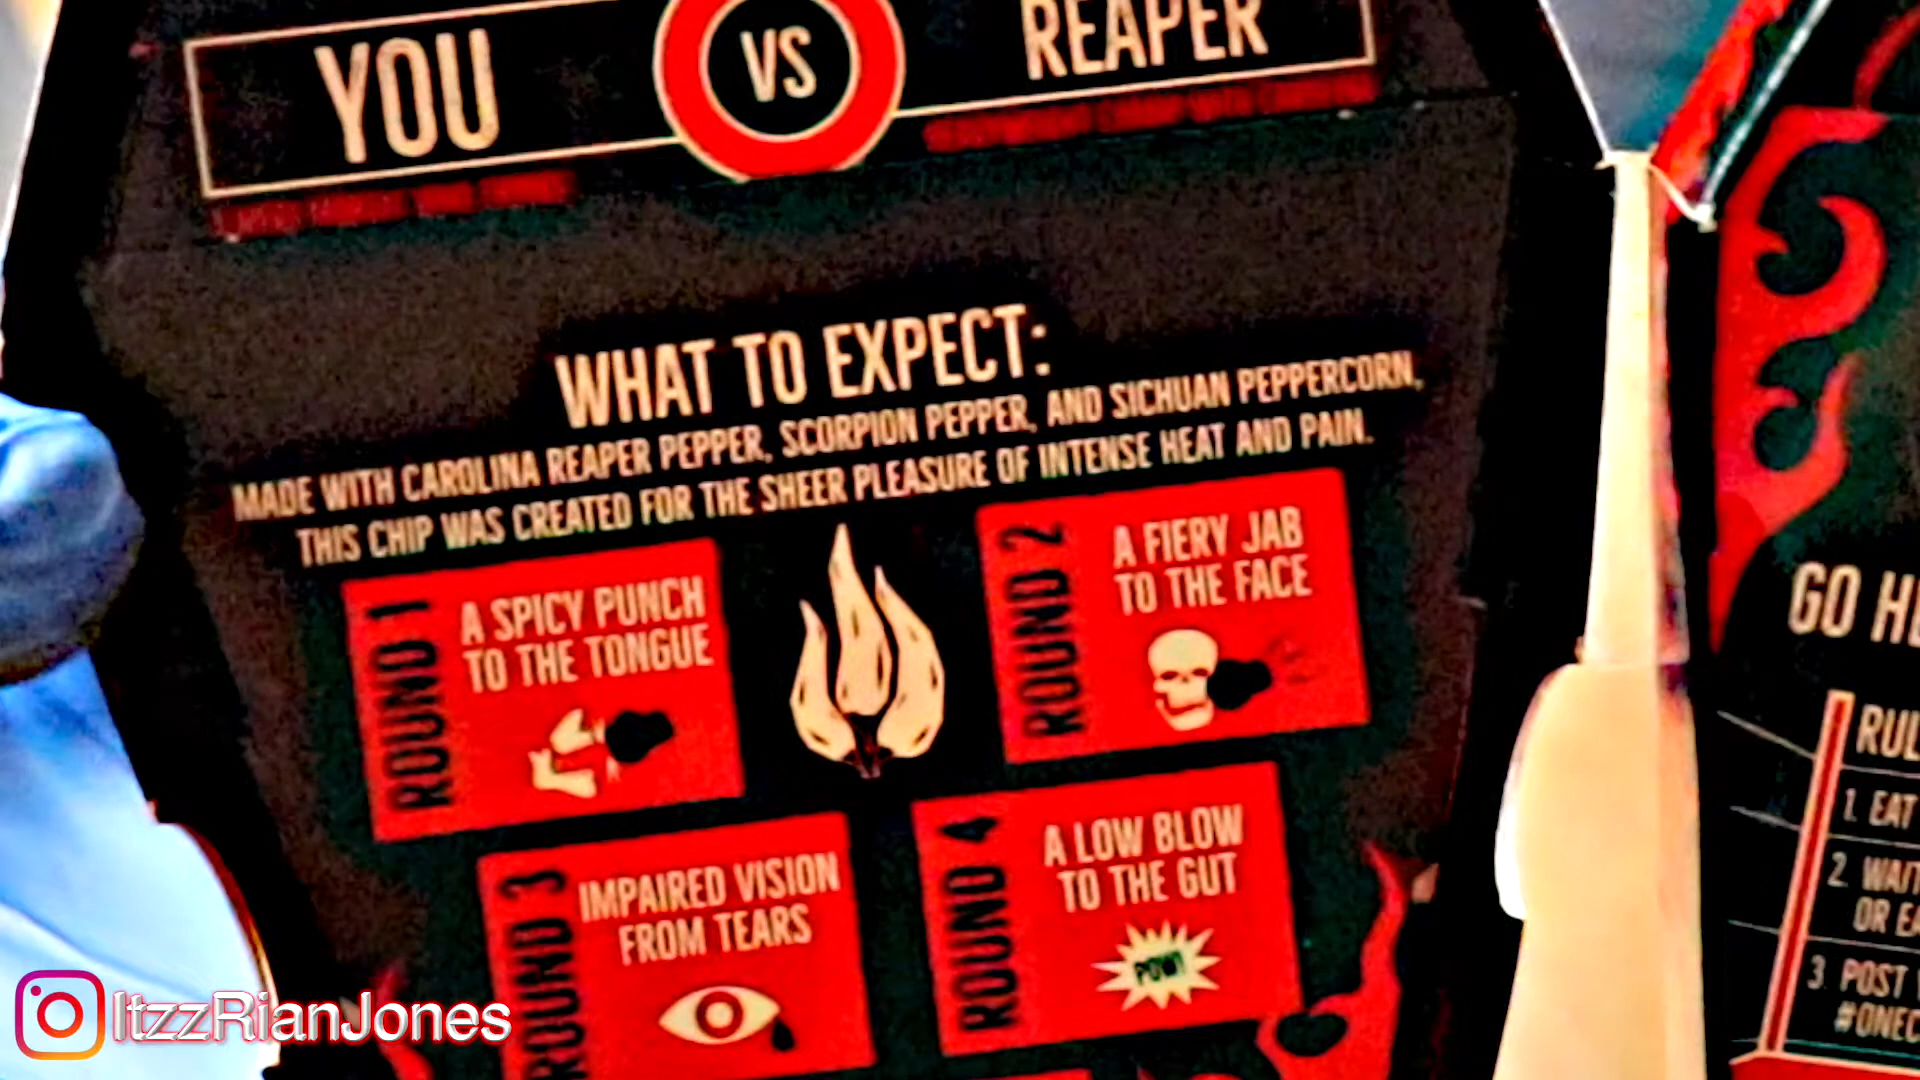 YOU VS REAPER
WHAT TO EXPECT:
MADE WITH CAROLINA REAPER PEPPER, SCORPION PEPPER, AND SICHUAN PEPPERCORN,
THIS CHIP WAS CREATED FOR THE SHEER PLEASURE OF INTENSE HEAT AND PAIN.
ROUND 1
A SPICY PUNCH
TO THE TONGUE
ROUND 2
A FIERY JAB
TO THE FACE
ROUND 3
IMPAIRED VISION
FROM TEARS
ROUND 4
A LOW BLOW
TO THE GUT
POW!
GO
1. EAT
2. WAIT
OR
3. POST
ItzzRianJones